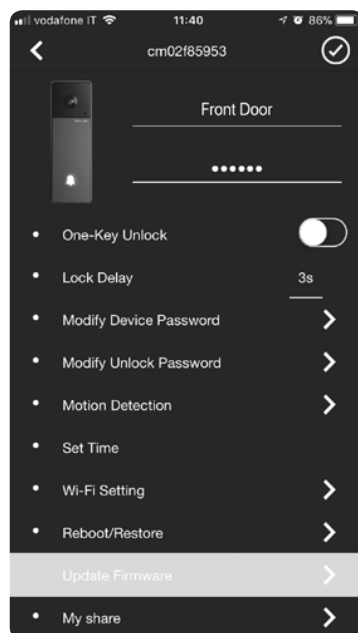 vodafone IT 11:40 86%
cm02f85953
Front Door
••••••
• One-Key Unlock
• Lock Delay 3s
• Modify Device Password
• Modify Unlock Password
• Motion Detection
• Set Time
• Wi-Fi Setting
• Reboot/Restore
Update Firmware
• My share